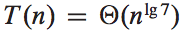 T(n) = Θ(n^{lg 7})